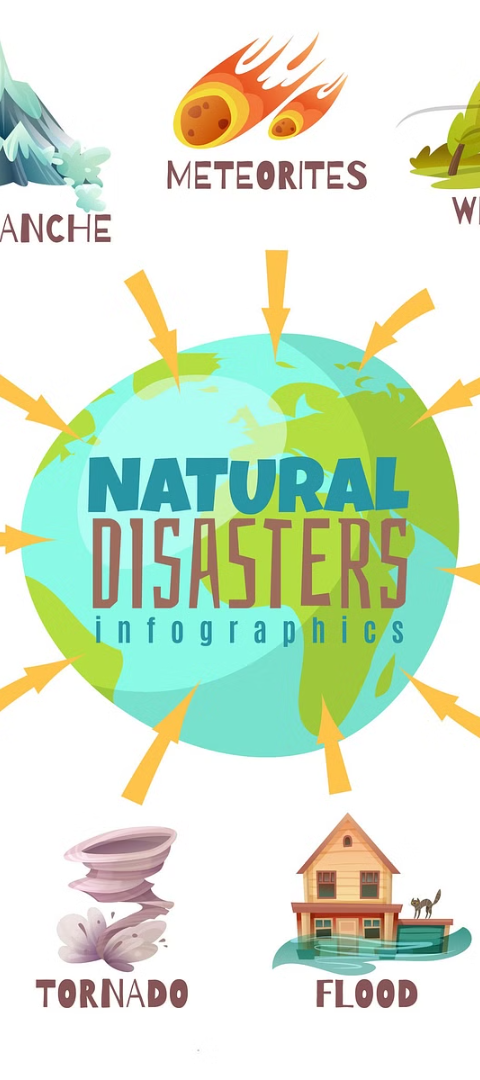 METEORITES
ANCHE
W
NATURAL
DISASTERS
infographics
TORNADO
FLOOD